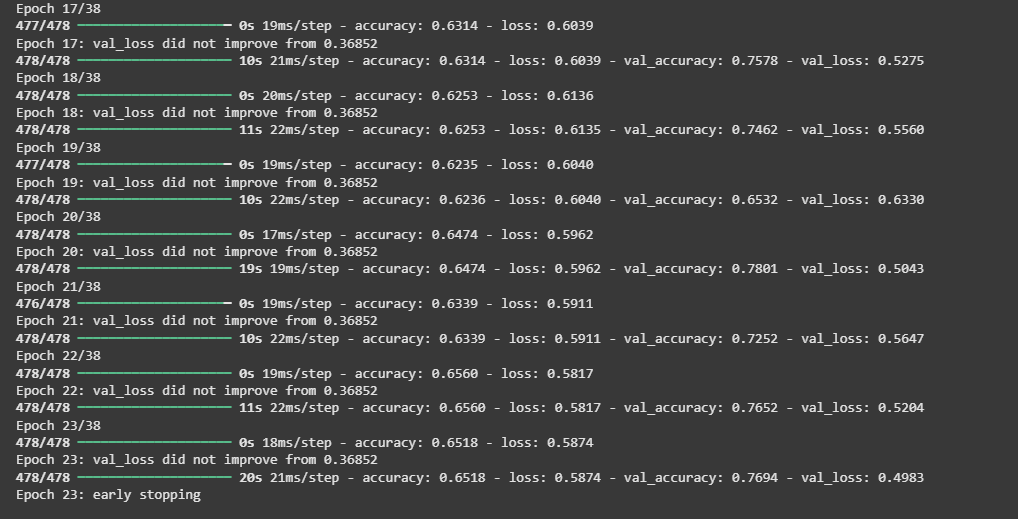 Epoch 17/38
477/478 ━━━━━━━━━━━━━━━━━━━━ 0s 19ms/step - accuracy: 0.6314 - loss: 0.6039
Epoch 17: val_loss did not improve from 0.36852
478/478 ━━━━━━━━━━━━━━━━━━━━ 10s 21ms/step - accuracy: 0.6314 - loss: 0.6039 - val_accuracy: 0.7578 - val_loss: 0.5275
Epoch 18/38
478/478 ━━━━━━━━━━━━━━━━━━━━ 0s 20ms/step - accuracy: 0.6253 - loss: 0.6136
Epoch 18: val_loss did not improve from 0.36852
478/478 ━━━━━━━━━━━━━━━━━━━━ 11s 22ms/step - accuracy: 0.6253 - loss: 0.6135 - val_accuracy: 0.7462 - val_loss: 0.5560
Epoch 19/38
477/478 ━━━━━━━━━━━━━━━━━━━━ 0s 19ms/step - accuracy: 0.6235 - loss: 0.6040
Epoch 19: val_loss did not improve from 0.36852
478/478 ━━━━━━━━━━━━━━━━━━━━ 10s 22ms/step - accuracy: 0.6236 - loss: 0.6040 - val_accuracy: 0.6532 - val_loss: 0.6330
Epoch 20/38
478/478 ━━━━━━━━━━━━━━━━━━━━ 0s 17ms/step - accuracy: 0.6474 - loss: 0.5962
Epoch 20: val_loss did not improve from 0.36852
478/478 ━━━━━━━━━━━━━━━━━━━━ 19s 19ms/step - accuracy: 0.6474 - loss: 0.5962 - val_accuracy: 0.7801 - val_loss: 0.5043
Epoch 21/38
476/478 ━━━━━━━━━━━━━━━━━━━━ 0s 19ms/step - accuracy: 0.6339 - loss: 0.5911
Epoch 21: val_loss did not improve from 0.36852
478/478 ━━━━━━━━━━━━━━━━━━━━ 10s 22ms/step - accuracy: 0.6339 - loss: 0.5911 - val_accuracy: 0.7252 - val_loss: 0.5647
Epoch 22/38
478/478 ━━━━━━━━━━━━━━━━━━━━ 0s 19ms/step - accuracy: 0.6560 - loss: 0.5817
Epoch 22: val_loss did not improve from 0.36852
478/478 ━━━━━━━━━━━━━━━━━━━━ 11s 22ms/step - accuracy: 0.6560 - loss: 0.5817 - val_accuracy: 0.7652 - val_loss: 0.5204
Epoch 23/38
478/478 ━━━━━━━━━━━━━━━━━━━━ 0s 18ms/step - accuracy: 0.6518 - loss: 0.5874
Epoch 23: val_loss did not improve from 0.36852
478/478 ━━━━━━━━━━━━━━━━━━━━ 20s 21ms/step - accuracy: 0.6518 - loss: 0.5874 - val_accuracy: 0.7694 - val_loss: 0.4983
Epoch 23: early stopping